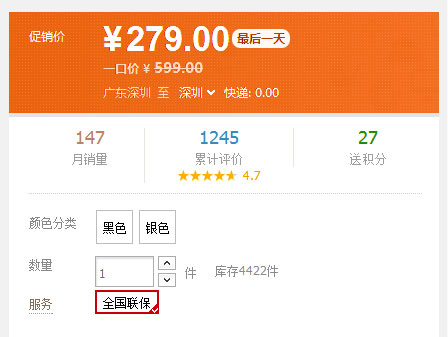 促销价 ¥279.00 最后一天
一口价 ¥ 599.00
广东深圳 至 深圳 快递: 0.00
147 1245 27
月销量 累计评价 送积分
4.7
颜色分类 黑色 银色
数量 1 件 库存4422件
服务 全国联保